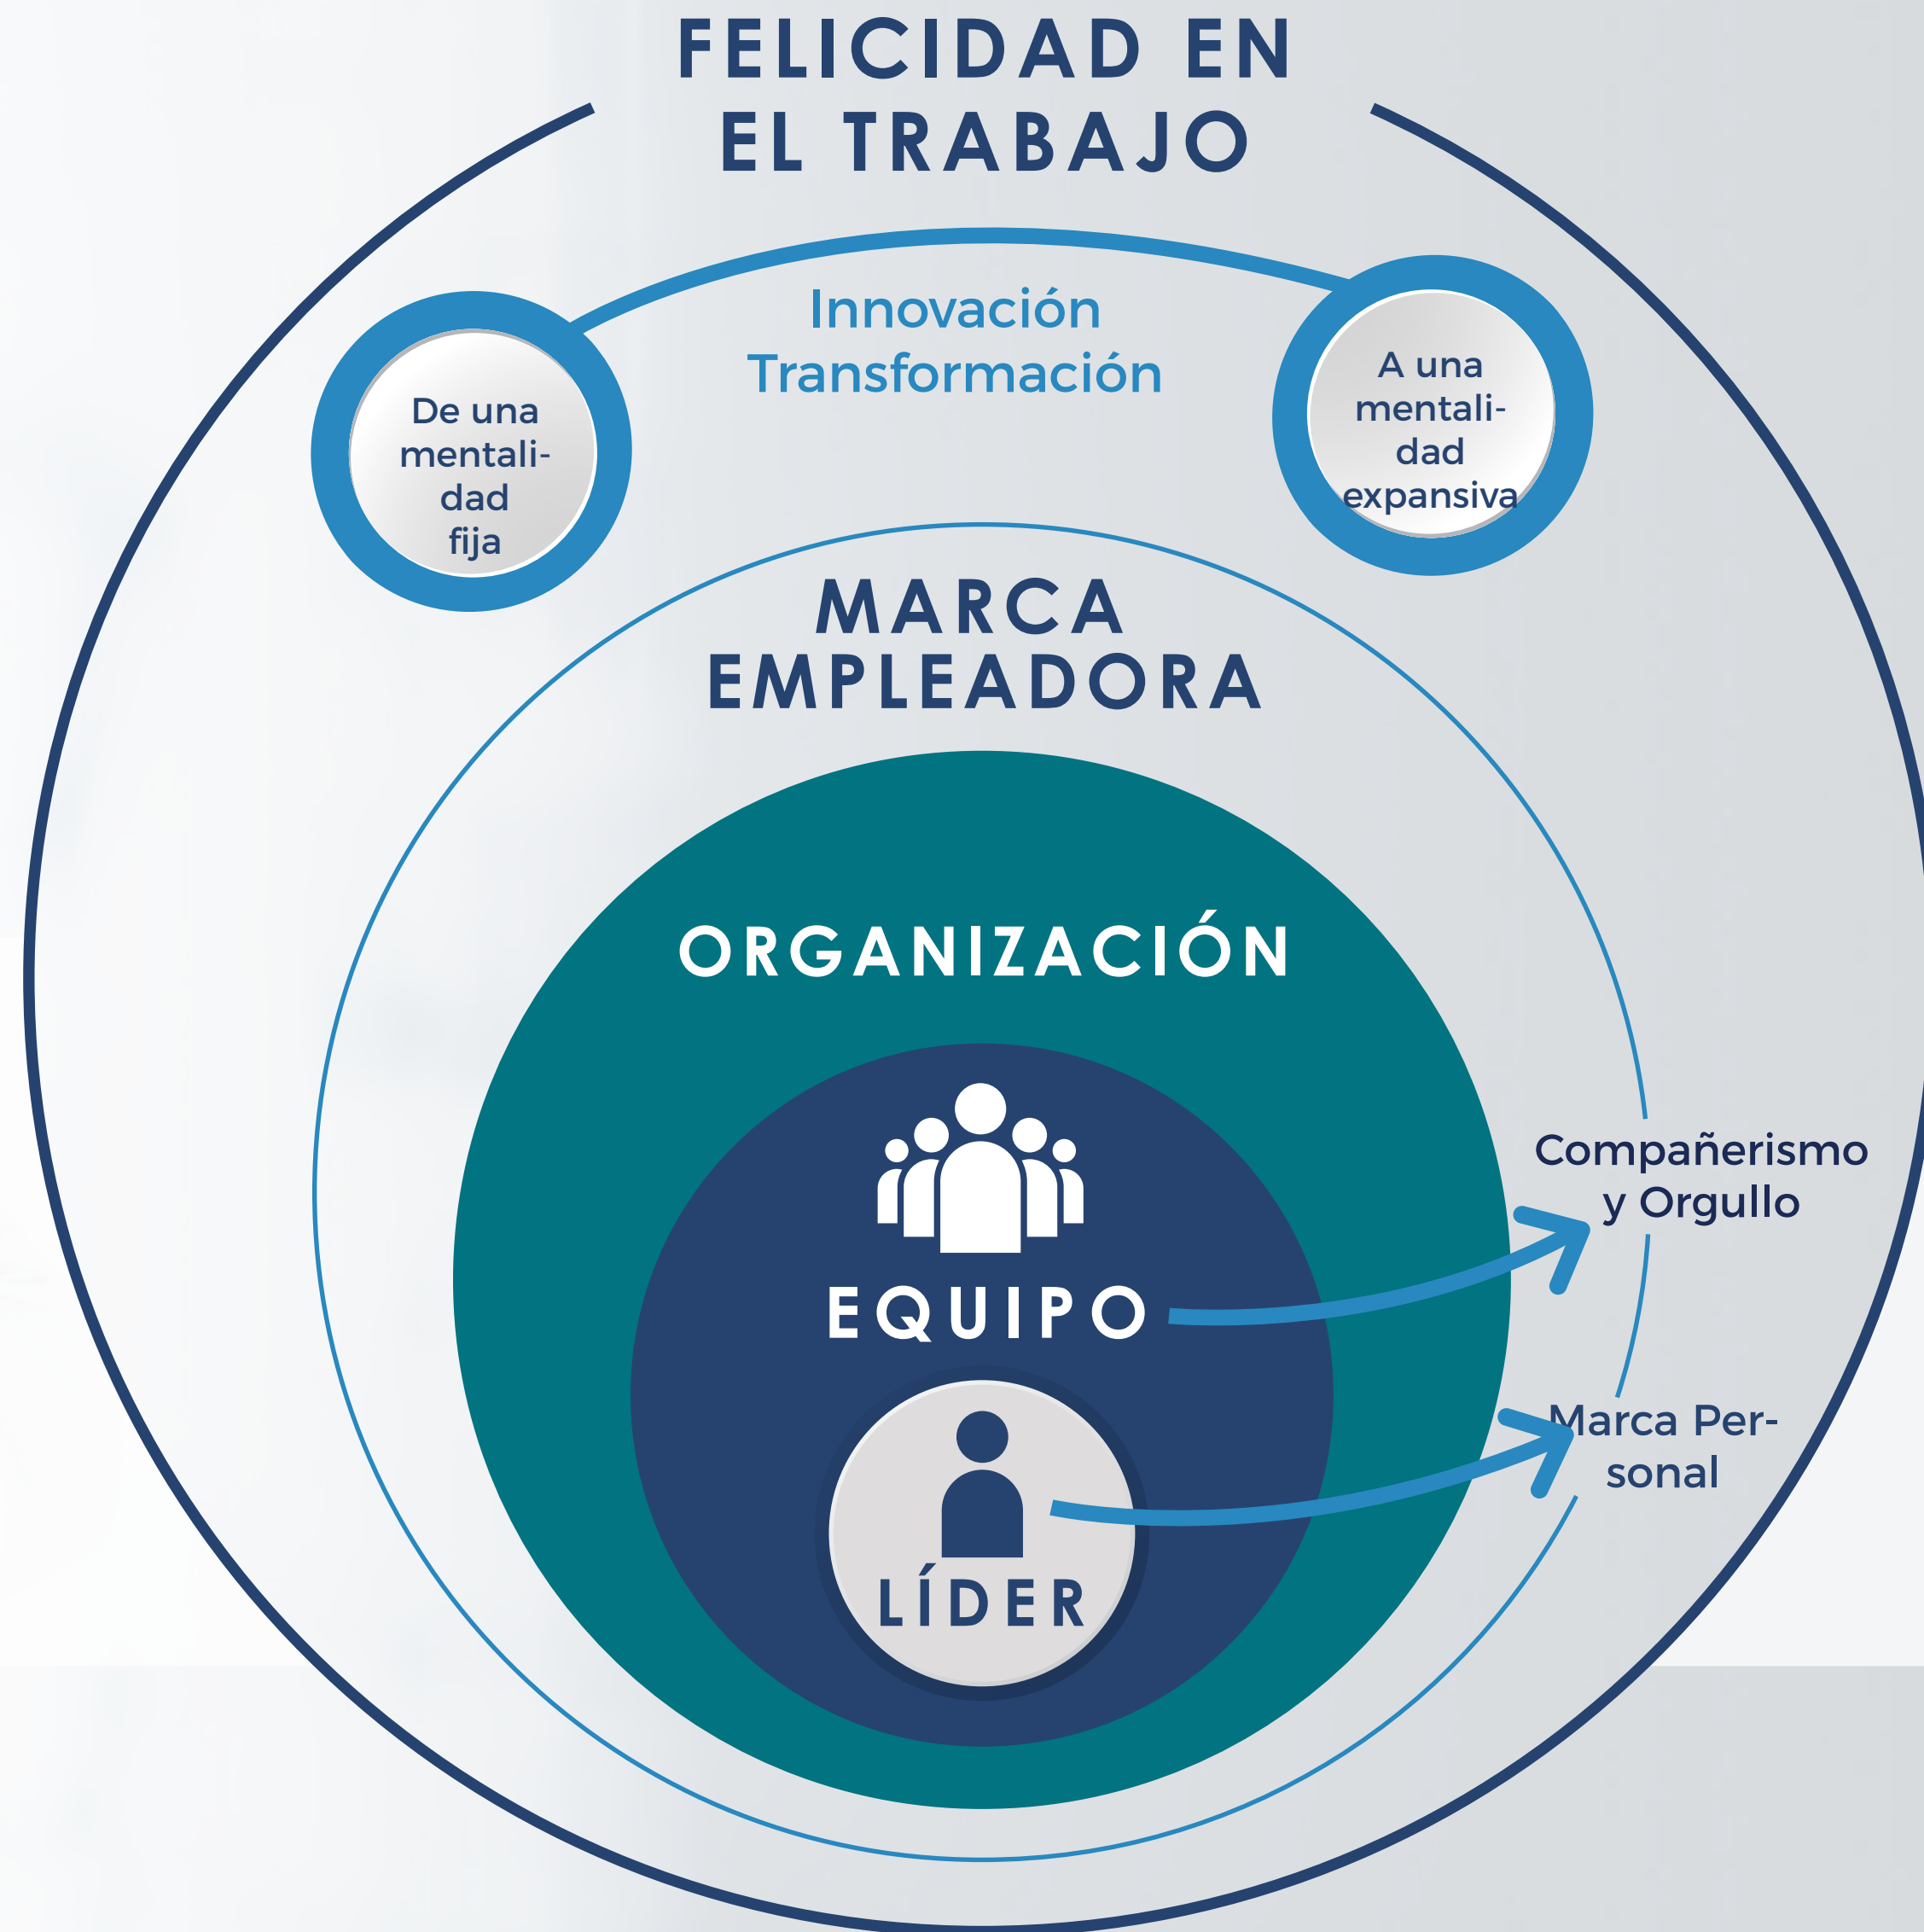 FELICIDAD EN
EL TRABAJO
Innovación
Transformación
De una
mentali-
dad
fija
A una
mentali-
dad
expansiva
MARCA
EMPLEADORA
ORGANIZACIÓN
EQUIPO
Compañerismo
y Orgullo
LÍDER
Marca Per-
sonal